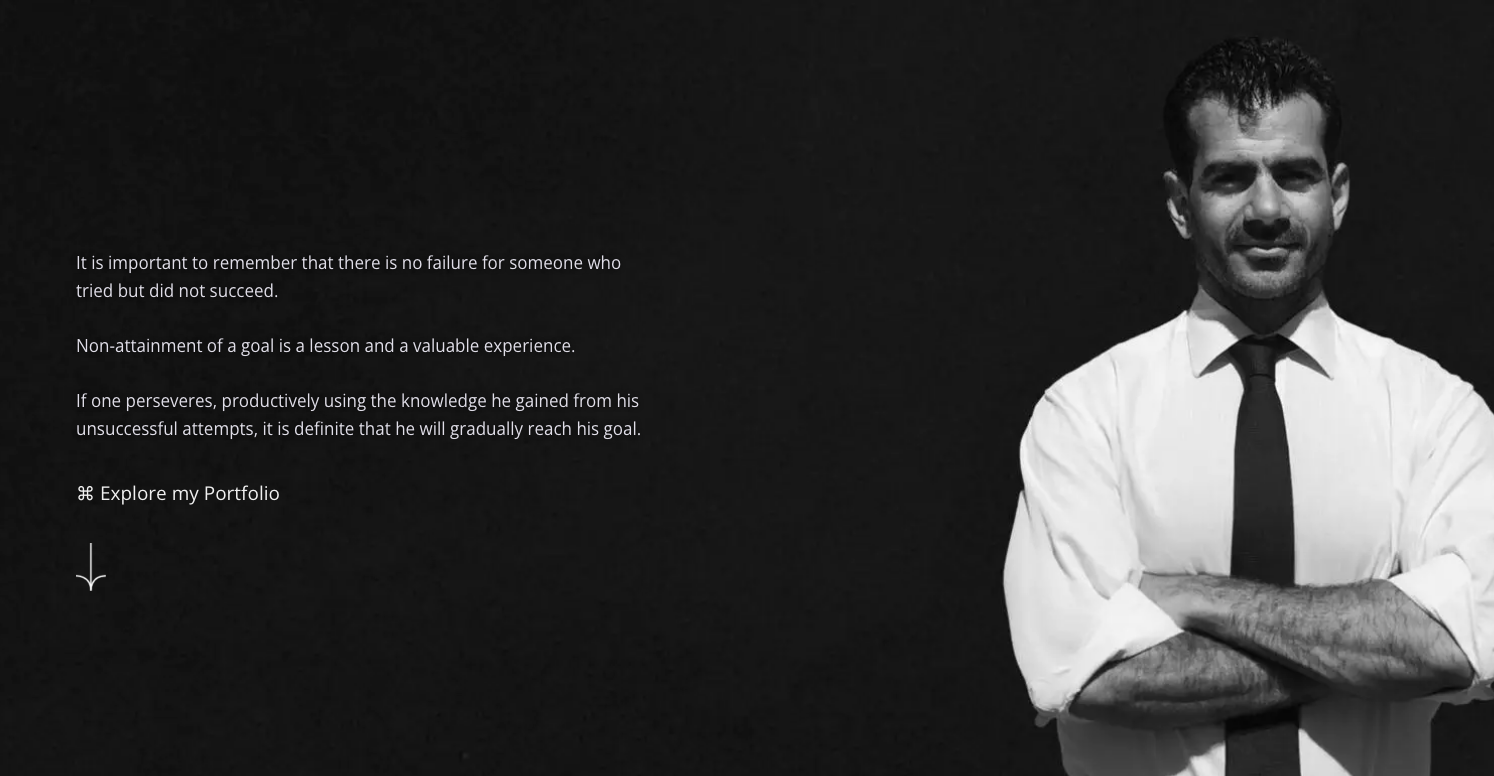 It is important to remember that there is no failure for someone who
tried but did not succeed.
Non-attainment of a goal is a lesson and a valuable experience.
If one perseveres, productively using the knowledge he gained from his
unsuccessful attempts, it is definite that he will gradually reach his goal.
⌘ Explore my Portfolio